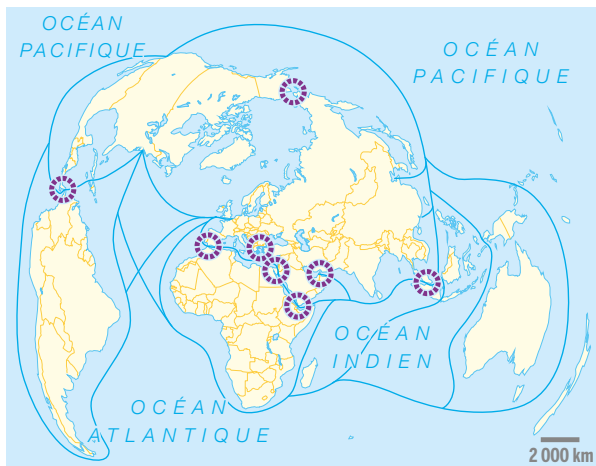 OCÉAN
PACIFIQUE
OCÉAN
PACIFIQUE
OCÉAN
INDIEN
OCÉAN
ATLANTIQUE
2 000 km